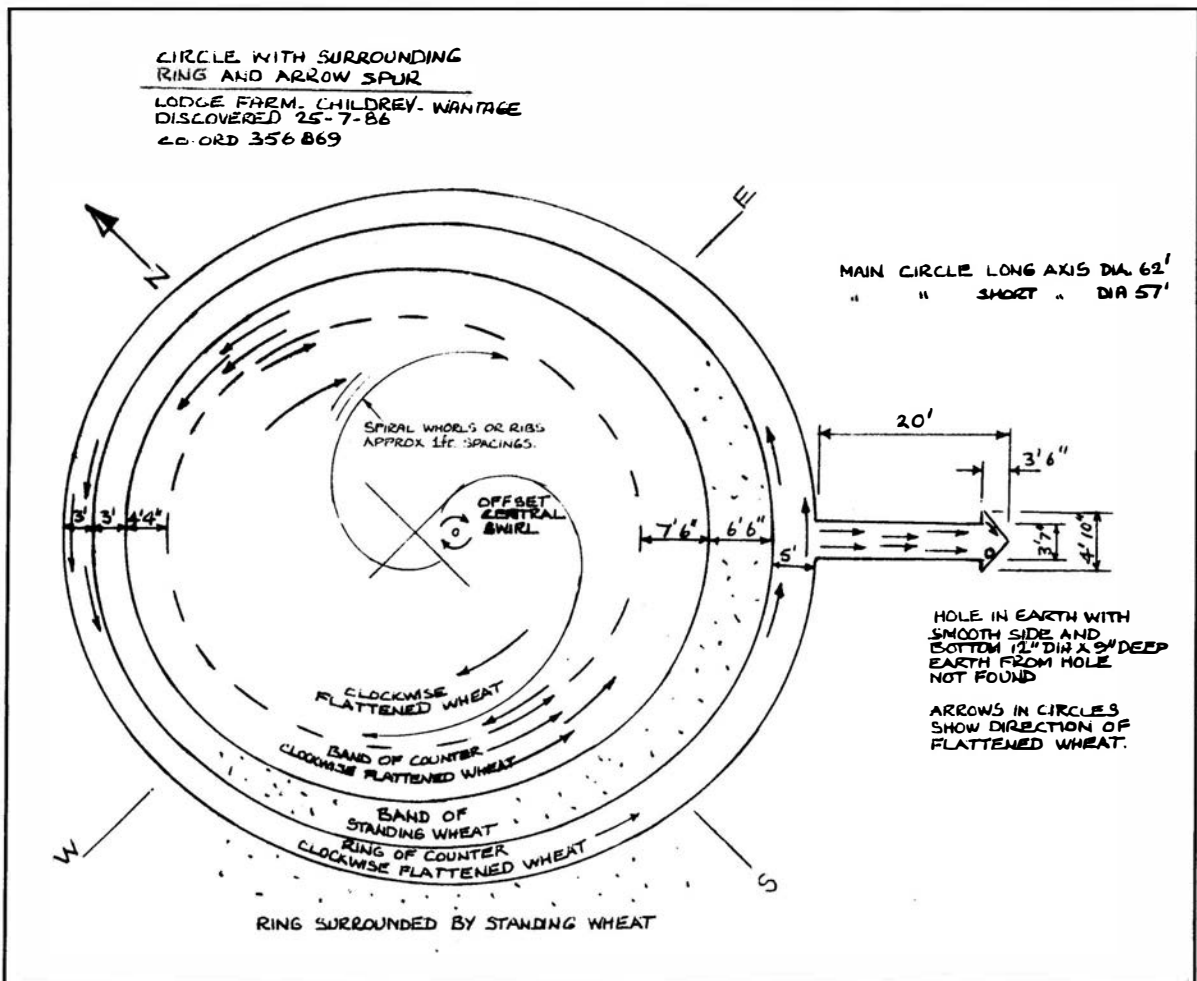 CIRCLE WITH SURROUNDING
RING AND ARROW SPUR
LODGE FARM. CHILDREY. WANTAGE
DISCOVERED 25-7-86
CO.ORD 356 869
N
E
MAIN CIRCLE LONG AXIS DIA. 62'
" " SHORT " DIA 57'
SPIRAL WHORLS OR RIBS
APPROX 1ft. SPACINGS.
20'
3'6"
OFFSET
CENTRAL
SWIRL
3'
3'
4'4"
7'6"
6'6"
5'
3'7"
4'10"
HOLE IN EARTH WITH
SMOOTH SIDE AND
BOTTOM 12" DIA X 9" DEEP
EARTH FROM HOLE
NOT FOUND
ARROWS IN CIRCLES
SHOW DIRECTION OF
FLATTENED WHEAT.
CLOCKWISE
FLATTENED WHEAT
BAND OF COUNTER
CLOCKWISE FLATTENED WHEAT
BAND OF
STANDING WHEAT
RING OF COUNTER
CLOCKWISE FLATTENED WHEAT
W
S
RING SURROUNDED BY STANDING WHEAT